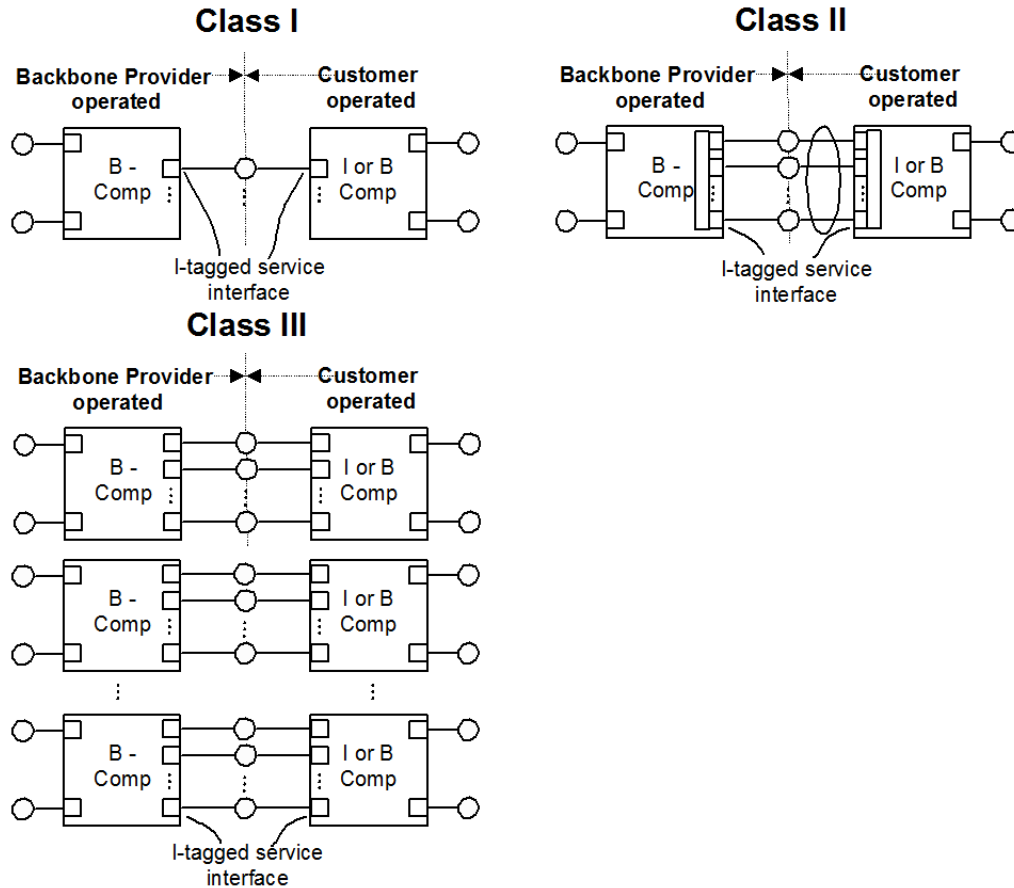 Class I
Backbone Provider
operated
Customer
operated
B -
Comp
I or B
Comp
I-tagged service
interface
Class II
Backbone Provider
operated
Customer
operated
B -
Comp
I or B
Comp
I-tagged service
interface
Class III
Backbone Provider
operated
Customer
operated
B -
Comp
I or B
Comp
B -
Comp
I or B
Comp
B -
Comp
I or B
Comp
I-tagged service
interface